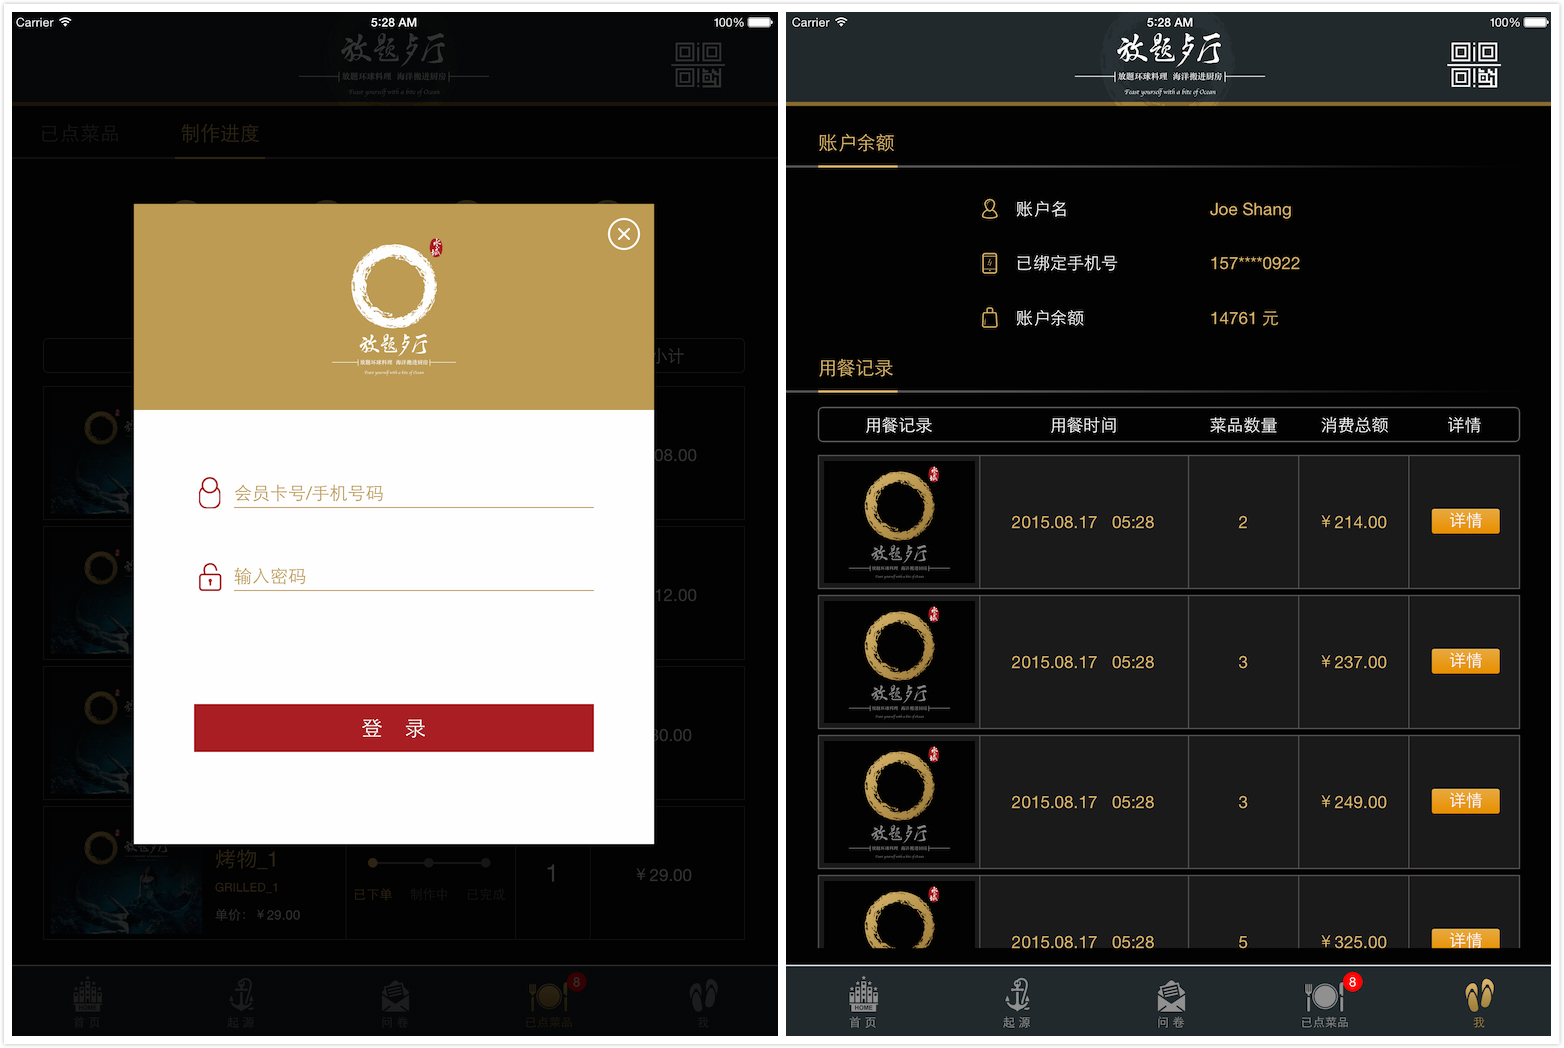 Carrier 5:28 AM 100%
放题歺厅
放题环球料理 海洋搬进厨房
Feast yourself with a bite of Ocean
已点菜品 制作进度
放题歺厅
放题环球料理 海洋搬进厨房
Feast yourself with a bite of Ocean
小计
会员卡号/手机号码
输入密码
登 录
08.00
12.00
30.00
烤物_1
GRILLED_1
单价：￥29.00
已下单 制作中 已完成
1
￥29.00
HOME
首 页 起 源 问 卷 已点菜品 8 我
Carrier 5:28 AM 100%
放题歺厅
放题环球料理 海洋搬进厨房
Feast yourself with a bite of Ocean
账户余额
账户名 Joe Shang
已绑定手机号 157****0922
账户余额 14761 元
用餐记录
用餐记录 用餐时间 菜品数量 消费总额 详情
放题歺厅
2015.08.17 05:28 2 ￥214.00 详情
放题歺厅
2015.08.17 05:28 3 ￥237.00 详情
放题歺厅
2015.08.17 05:28 3 ￥249.00 详情
2015.08.17 05:28 5 ￥325.00 详情
HOME
首 页 起 源 问 卷 已点菜品 8 我